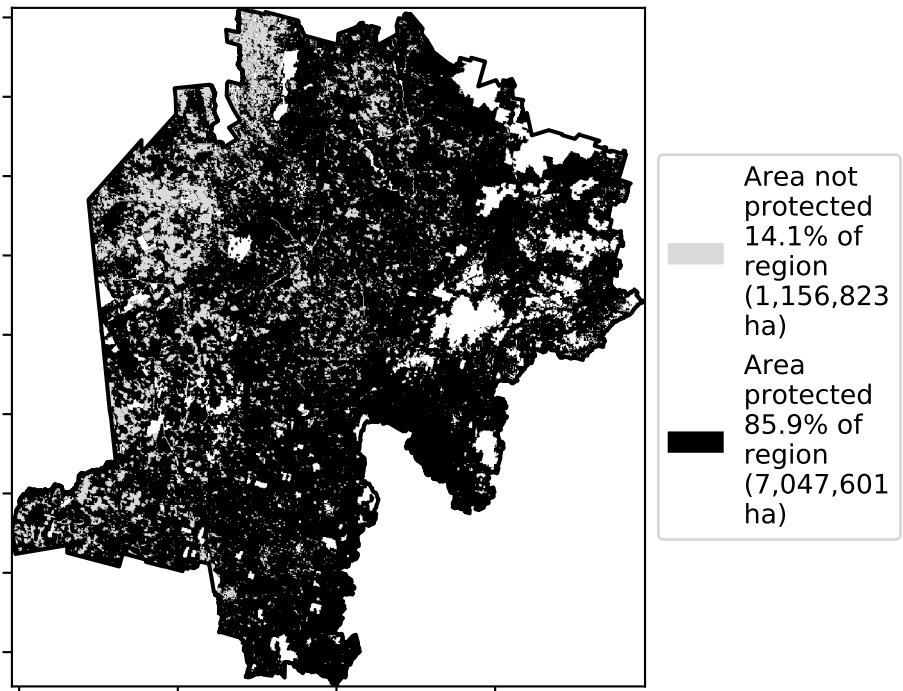 Area not
protected
14.1% of
region
(1,156,823
ha)
Area
protected
85.9% of
region
(7,047,601
ha)